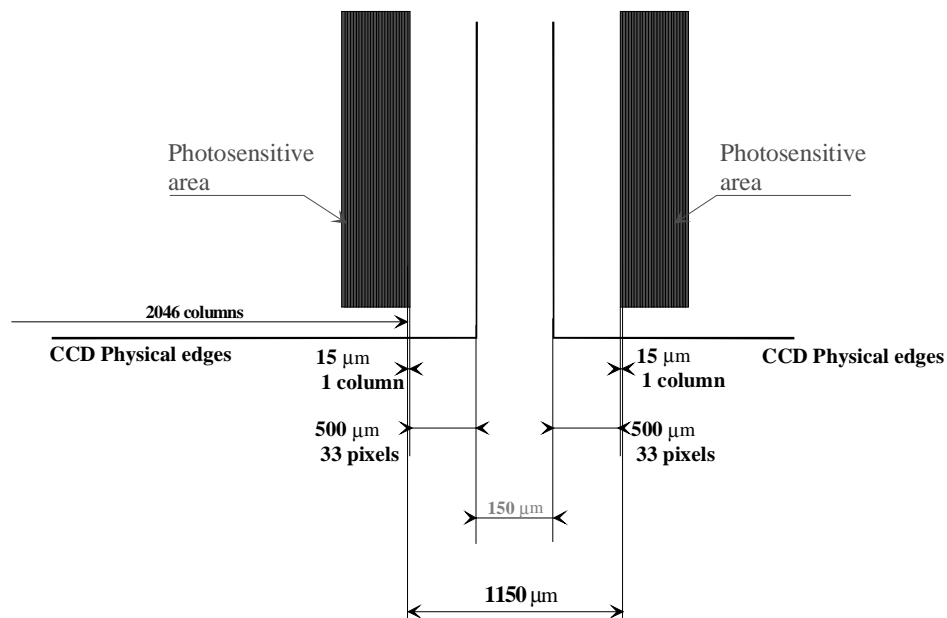 Photosensitive
area
Photosensitive
area
2046 columns
CCD Physical edges
15 µm
1 column
15 µm
1 column
CCD Physical edges
500 µm
33 pixels
500 µm
33 pixels
150 µm
1150 µm